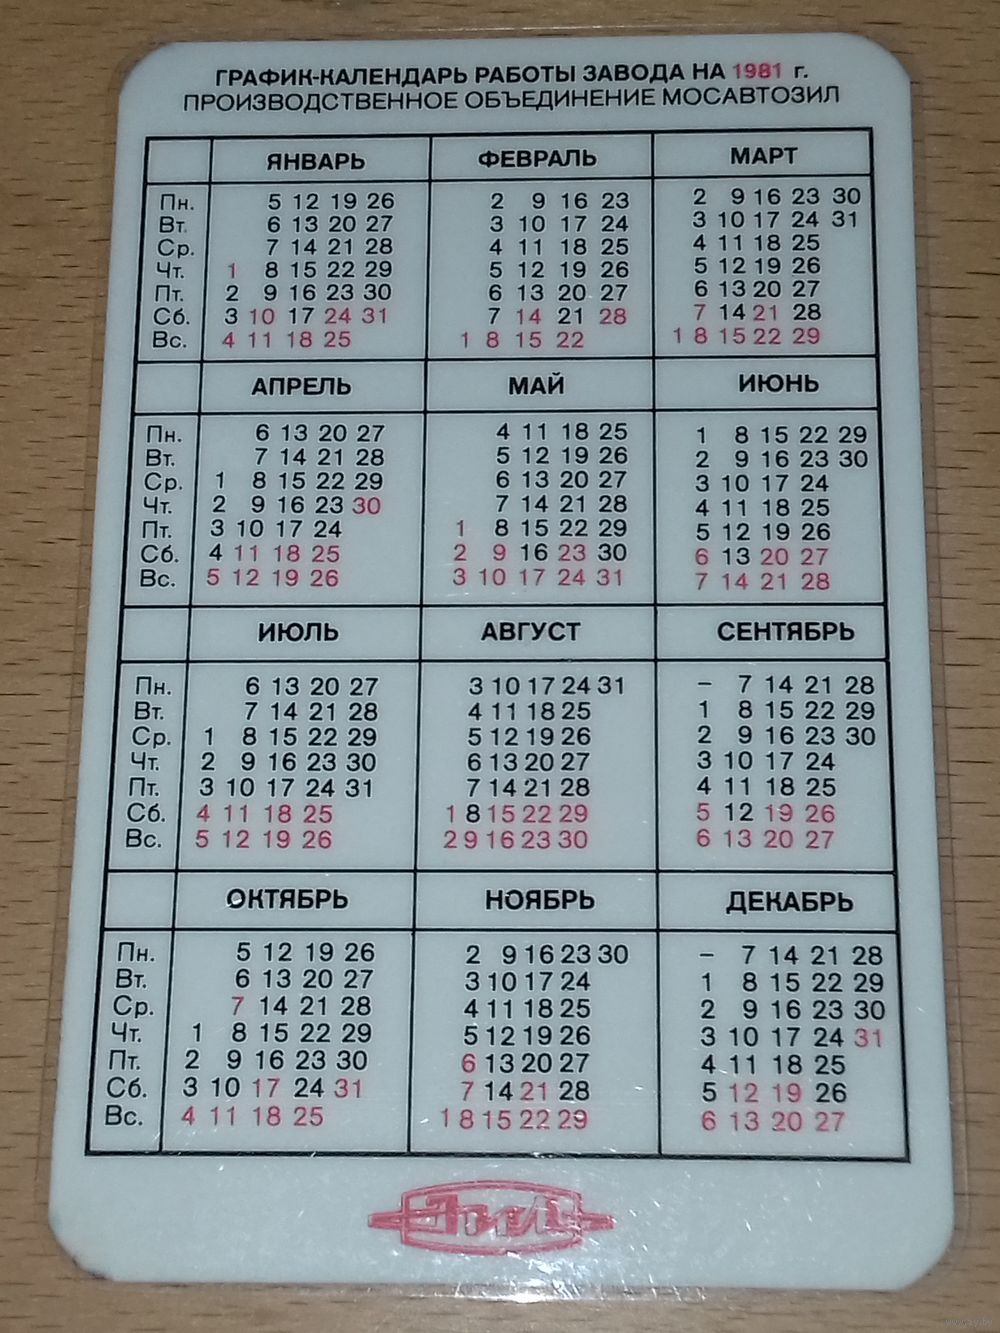 ГРАФИК-КАЛЕНДАРЬ РАБОТЫ ЗАВОДА НА 1981 г.
ПРОИЗВОДСТВЕННОЕ ОБЪЕДИНЕНИЕ МОСАВТОЗИЛ
ЯНВАРЬ ФЕВРАЛЬ МАРТ
Пн. 5 12 19 26 2 9 16 23 2 9 16 23 30
Вт. 6 13 20 27 3 10 17 24 3 10 17 24 31
Ср. 7 14 21 28 4 11 18 25 4 11 18 25
Чт. 1 8 15 22 29 5 12 19 26 5 12 19 26
Пт. 2 9 16 23 30 6 13 20 27 6 13 20 27
Сб. 3 10 17 24 31 7 14 21 28 7 14 21 28
Вс. 4 11 18 25 1 8 15 22 1 8 15 22 29
АПРЕЛЬ МАЙ ИЮНЬ
Пн. 6 13 20 27 4 11 18 25 1 8 15 22 29
Вт. 7 14 21 28 5 12 19 26 2 9 16 23 30
Ср. 1 8 15 22 29 6 13 20 27 3 10 17 24
Чт. 2 9 16 23 30 7 14 21 28 4 11 18 25
Пт. 3 10 17 24 1 8 15 22 29 5 12 19 26
Сб. 4 11 18 25 2 9 16 23 30 6 13 20 27
Вс. 5 12 19 26 3 10 17 24 31 7 14 21 28
ИЮЛЬ АВГУСТ СЕНТЯБРЬ
Пн. 6 13 20 27 3 10 17 24 31 – 7 14 21 28
Вт. 7 14 21 28 4 11 18 25 1 8 15 22 29
Ср. 1 8 15 22 29 5 12 19 26 2 9 16 23 30
Чт. 2 9 16 23 30 6 13 20 27 3 10 17 24
Пт. 3 10 17 24 31 7 14 21 28 4 11 18 25
Сб. 4 11 18 25 1 8 15 22 29 5 12 19 26
Вс. 5 12 19 26 2 9 16 23 30 6 13 20 27
ОКТЯБРЬ НОЯБРЬ ДЕКАБРЬ
Пн. 5 12 19 26 2 9 16 23 30 – 7 14 21 28
Вт. 6 13 20 27 3 10 17 24 1 8 15 22 29
Ср. 7 14 21 28 4 11 18 25 2 9 16 23 30
Чт. 1 8 15 22 29 5 12 19 26 3 10 17 24 31
Пт. 2 9 16 23 30 6 13 20 27 4 11 18 25
Сб. 3 10 17 24 31 7 14 21 28 5 12 19 26
Вс. 4 11 18 25 1 8 15 22 29 6 13 20 27
ЗИЛ